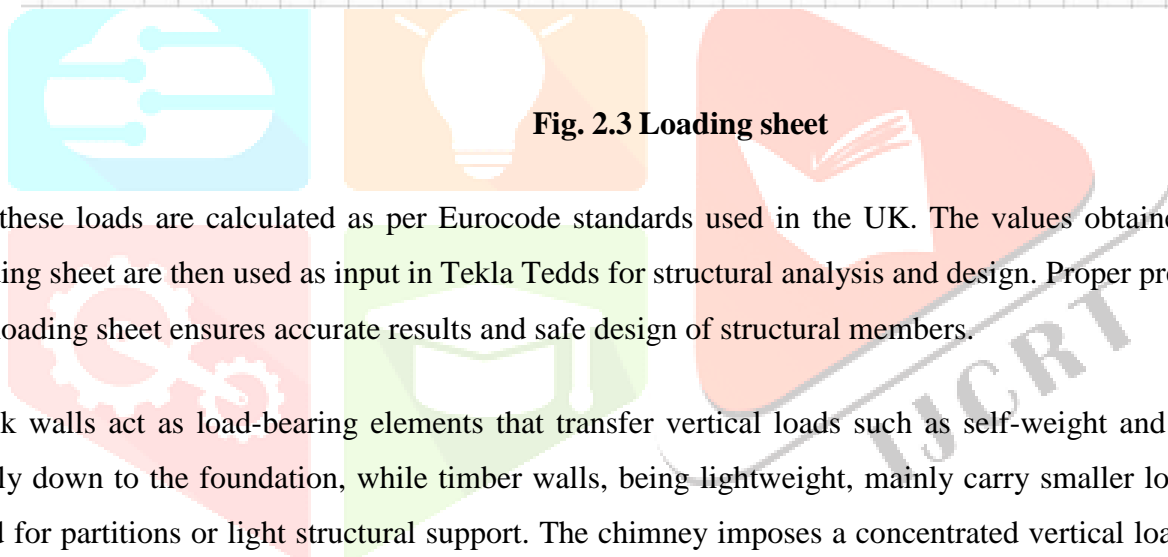 Fig. 2.3 Loading sheet
these loads are calculated as per Eurocode standards used in the UK. The values obtaine
ing sheet are then used as input in Tekla Tedds for structural analysis and design. Proper pr
loading sheet ensures accurate results and safe design of structural members.
k walls act as load-bearing elements that transfer vertical loads such as self-weight and
ly down to the foundation, while timber walls, being lightweight, mainly carry smaller lo
d for partitions or light structural support. The chimney imposes a concentrated vertical loa
IJCRT